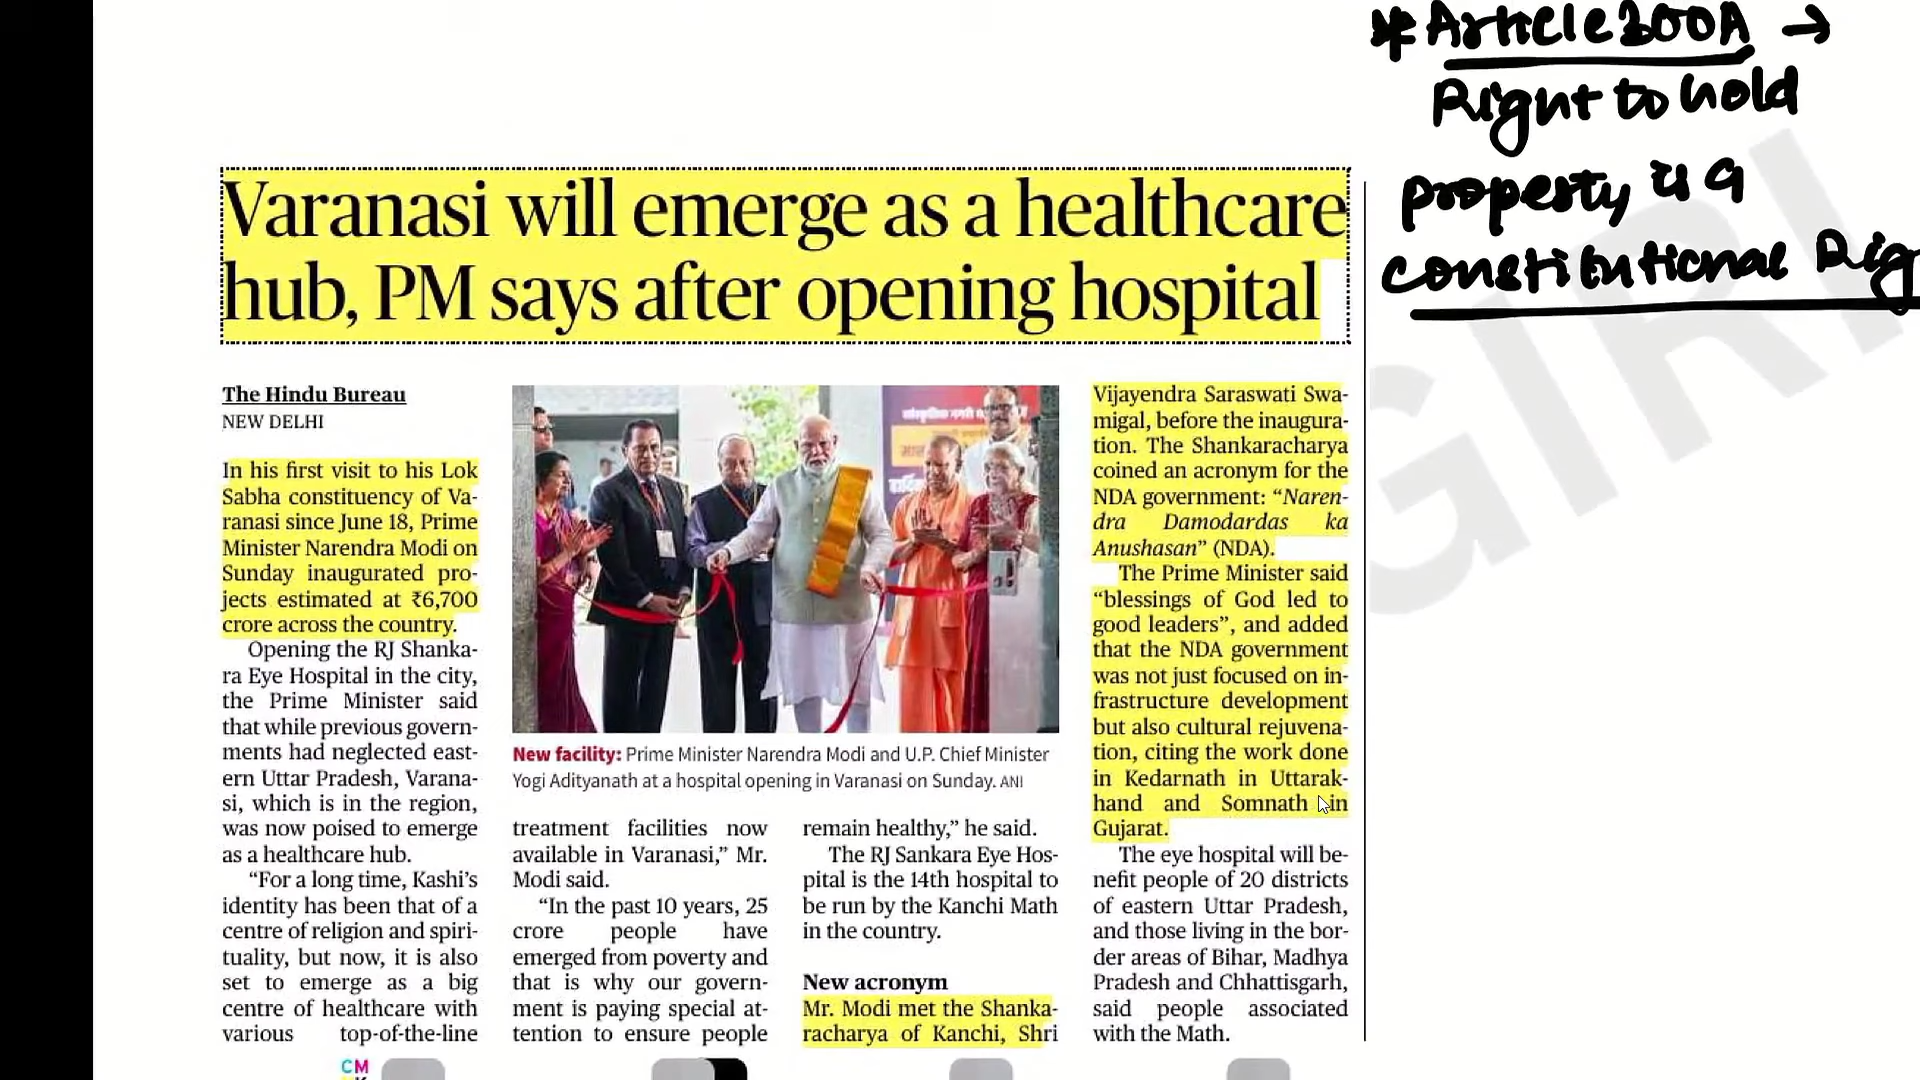 * Article 300A →
Right to hold
property is a
constitutional Rig
GIRI
Varanasi will emerge as a healthcare
hub, PM says after opening hospital
The Hindu Bureau
NEW DELHI
In his first visit to his Lok
Sabha constituency of Va-
ranasi since June 18, Prime
Minister Narendra Modi on
Sunday inaugurated pro-
jects estimated at ₹6,700
crore across the country.
Opening the RJ Shanka-
ra Eye Hospital in the city,
the Prime Minister said
that while previous govern-
ments had neglected east-
ern Uttar Pradesh, Varana-
si, which is in the region,
was now poised to emerge
as a healthcare hub.
“For a long time, Kashi’s
identity has been that of a
centre of religion and spiri-
tuality, but now, it is also
set to emerge as a big
centre of healthcare with
various top-of-the-line
New facility: Prime Minister Narendra Modi and U.P. Chief Minister
Yogi Adityanath at a hospital opening in Varanasi on Sunday. ANI
treatment facilities now
available in Varanasi,” Mr.
Modi said.
“In the past 10 years, 25
crore people have
emerged from poverty and
that is why our govern-
ment is paying special at-
tention to ensure people
remain healthy,” he said.
The RJ Sankara Eye Hos-
pital is the 14th hospital to
be run by the Kanchi Math
in the country.
New acronym
Mr. Modi met the Shanka-
racharya of Kanchi, Shri
Vijayendra Saraswati Swa-
migal, before the inaugura-
tion. The Shankaracharya
coined an acronym for the
NDA government: “Naren-
dra Damodardas ka
Anushasan” (NDA).
The Prime Minister said
“blessings of God led to
good leaders”, and added
that the NDA government
was not just focused on in-
frastructure development
but also cultural rejuvena-
tion, citing the work done
in Kedarnath in Uttarak-
hand and Somnath in
Gujarat.
The eye hospital will be-
nefit people of 20 districts
of eastern Uttar Pradesh,
and those living in the bor-
der areas of Bihar, Madhya
Pradesh and Chhattisgarh,
said people associated
with the Math.
CM